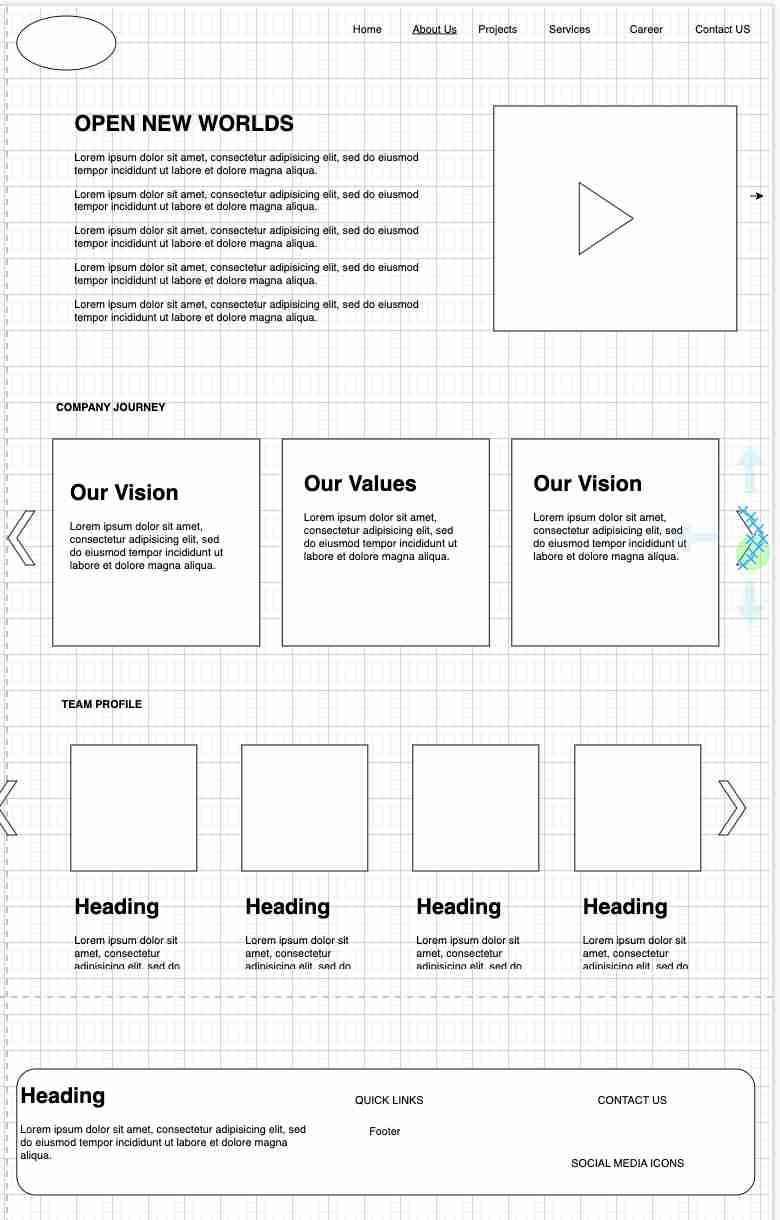 Home About Us Projects Services Career Contact US
OPEN NEW WORLDS
Lorem ipsum dolor sit amet, consectetur adipisicing elit, sed do eiusmod
tempor incididunt ut labore et dolore magna aliqua.
Lorem ipsum dolor sit amet, consectetur adipisicing elit, sed do eiusmod
tempor incididunt ut labore et dolore magna aliqua.
Lorem ipsum dolor sit amet, consectetur adipisicing elit, sed do eiusmod
tempor incididunt ut labore et dolore magna aliqua.
Lorem ipsum dolor sit amet, consectetur adipisicing elit, sed do eiusmod
tempor incididunt ut labore et dolore magna aliqua.
Lorem ipsum dolor sit amet, consectetur adipisicing elit, sed do eiusmod
tempor incididunt ut labore et dolore magna aliqua.
COMPANY JOURNEY
Our Vision
Lorem ipsum dolor sit amet,
consectetur adipisicing elit, sed
do eiusmod tempor incididunt ut
labore et dolore magna aliqua.
Our Values
Lorem ipsum dolor sit amet,
consectetur adipisicing elit, sed
do eiusmod tempor incididunt ut
labore et dolore magna aliqua.
Our Vision
Lorem ipsum dolor sit amet,
consectetur adipisicing elit, sed
do eiusmod tempor incididunt ut
labore et dolore magna aliqua.
TEAM PROFILE
Heading
Lorem ipsum dolor sit
amet, consectetur
adipisicing elit, sed do
Heading
Lorem ipsum dolor sit
amet, consectetur
adipisicing elit, sed do
Heading
Lorem ipsum dolor sit
amet, consectetur
adipisicing elit, sed do
Heading
Lorem ipsum dolor sit
amet, consectetur
adipisicing elit, sed do
Heading
Lorem ipsum dolor sit amet, consectetur adipisicing elit, sed
do eiusmod tempor incididunt ut labore et dolore magna
aliqua.
QUICK LINKS
Footer
CONTACT US
SOCIAL MEDIA ICONS